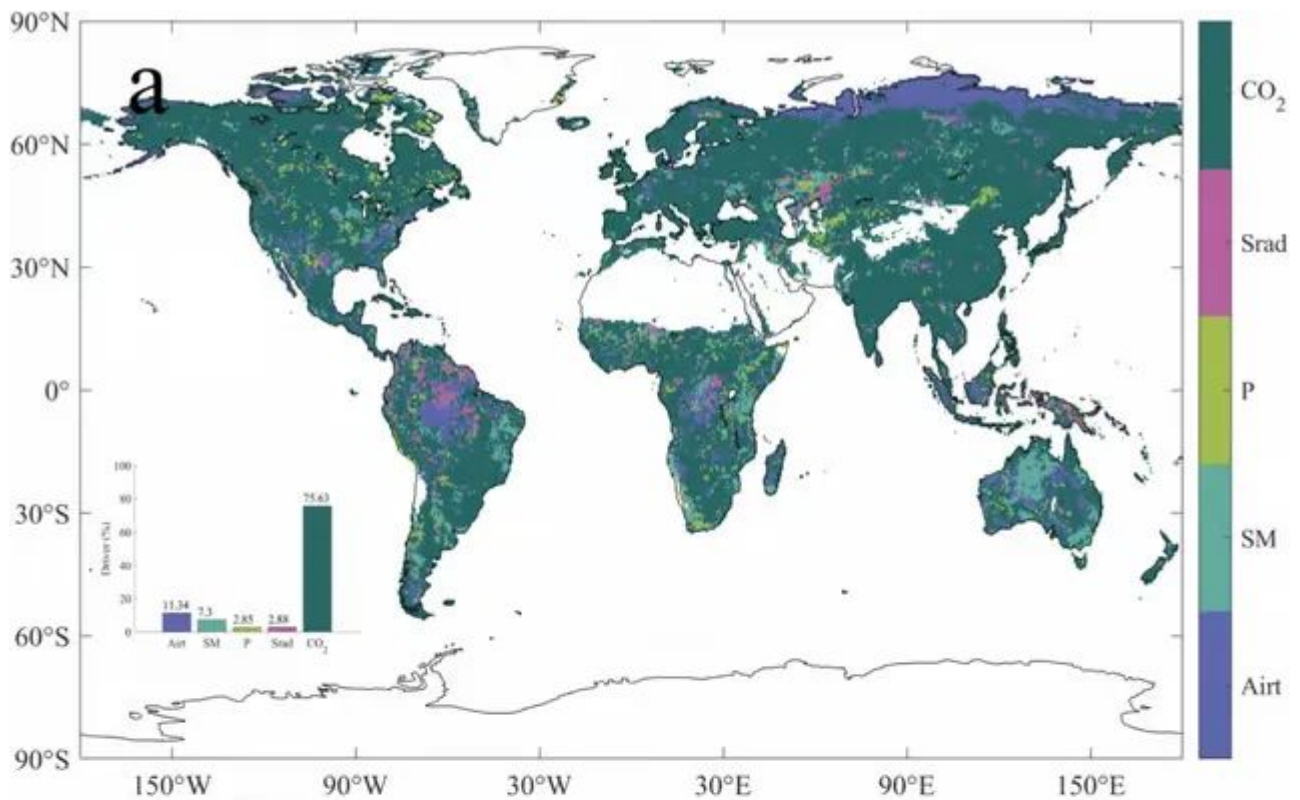 a
90°N
60°N
30°N
0°
30°S
60°S
90°S
150°W 90°W 30°W 30°E 90°E 150°E
CO2
Srad
P
SM
Airt
Driver (%)
100
80
60
40
20
0
11.34 7.3 2.85 2.88 75.63
Airt SM P Srad CO2